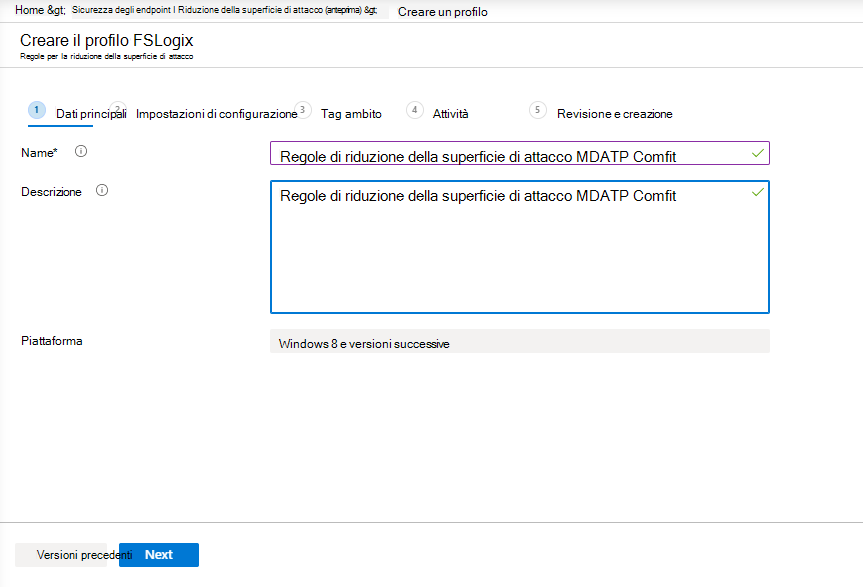 Home &gt; Sicurezza degli endpoint I Riduzione della superficie di attacco (anteprima) &gt; Creare un profilo
Creare il profilo FSLogix
Regole per la riduzione della superficie di attacco
1 Dati principali 2 Impostazioni di configurazione 3 Tag ambito 4 Attività 5 Revisione e creazione
Name*
Regole di riduzione della superficie di attacco MDATP Comfit
Descrizione
Regole di riduzione della superficie di attacco MDATP Comfit
Piattaforma
Windows 8 e versioni successive
Versioni precedenti Next